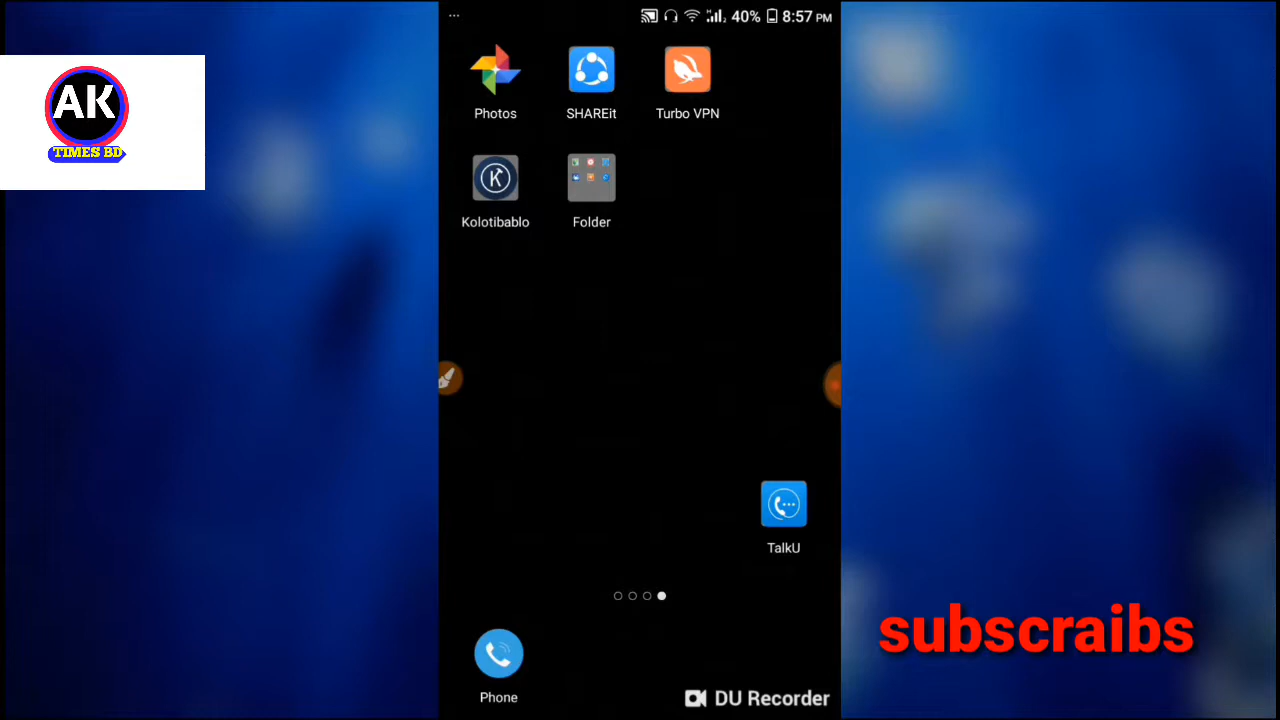 AK
TIMES BD
... 40% 8:57 PM
Photos
SHAREit
Turbo VPN
K
Kolotibablo
Folder
TalkU
Phone
DU Recorder
subscraibs